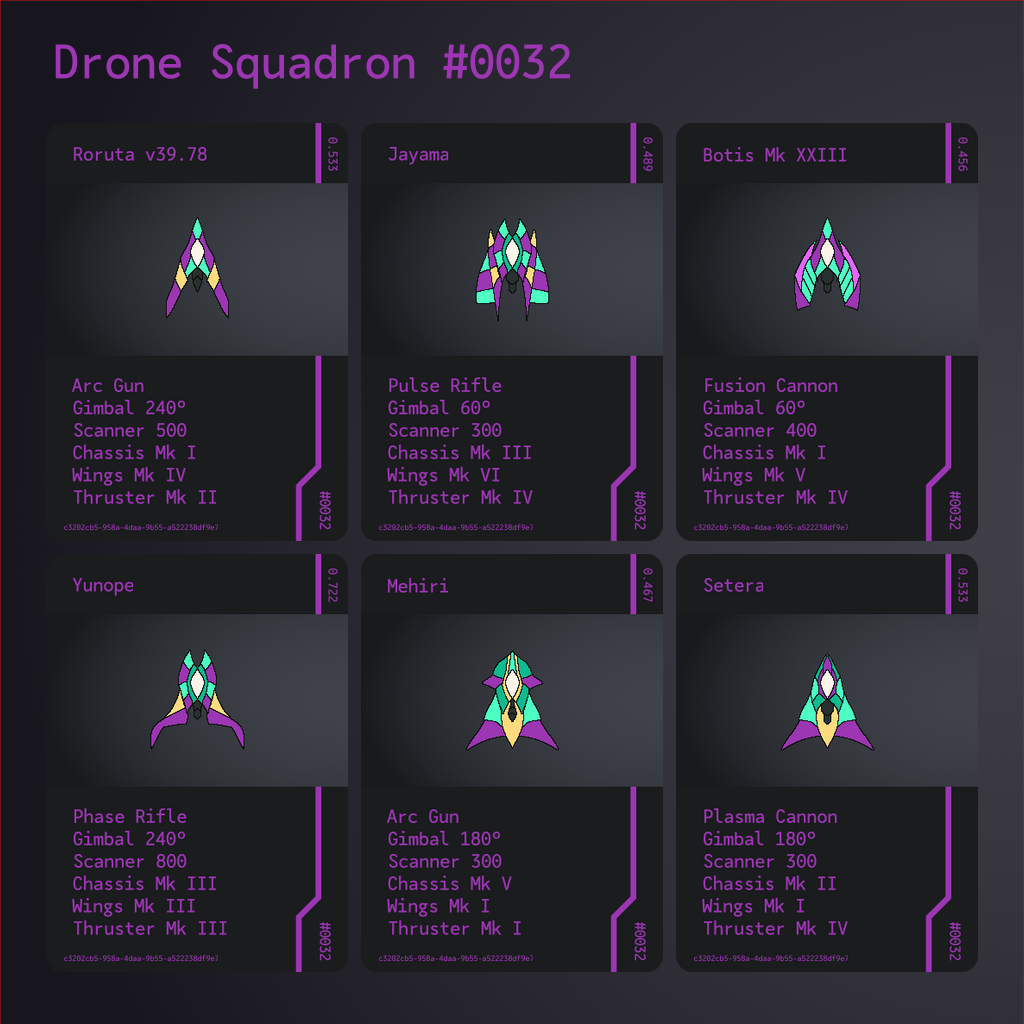 Drone Squadron #0032
Roruta v39.78
0.533
Arc Gun
Gimbal 240°
Scanner 500
Chassis Mk I
Wings Mk IV
Thruster Mk II
#0032
c3202cb5-958a-4daa-9b55-a522238df9e7
Jayama
0.489
Pulse Rifle
Gimbal 60°
Scanner 300
Chassis Mk III
Wings Mk VI
Thruster Mk IV
#0032
c3202cb5-958a-4daa-9b55-a522238df9e7
Botis Mk XXIII
0.456
Fusion Cannon
Gimbal 60°
Scanner 400
Chassis Mk I
Wings Mk V
Thruster Mk IV
#0032
c3202cb5-958a-4daa-9b55-a522238df9e7
Yunope
0.722
Phase Rifle
Gimbal 240°
Scanner 800
Chassis Mk III
Wings Mk III
Thruster Mk III
#0032
c3202cb5-958a-4daa-9b55-a522238df9e7
Mehiri
0.467
Arc Gun
Gimbal 180°
Scanner 300
Chassis Mk V
Wings Mk I
Thruster Mk I
#0032
c3202cb5-958a-4daa-9b55-a522238df9e7
Setera
0.533
Plasma Cannon
Gimbal 180°
Scanner 300
Chassis Mk II
Wings Mk I
Thruster Mk IV
#0032
c3202cb5-958a-4daa-9b55-a522238df9e7